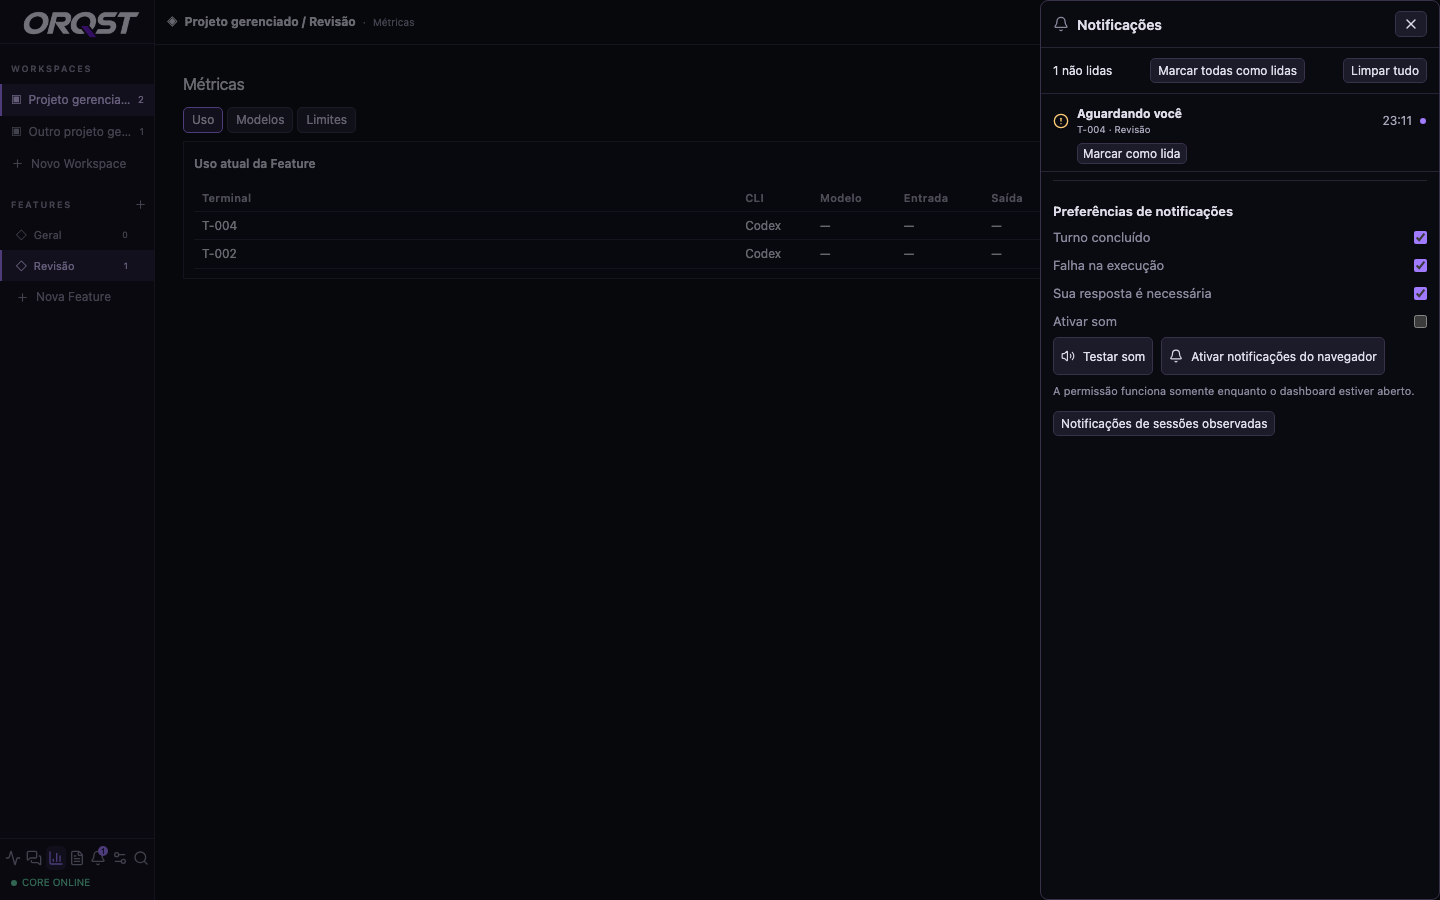 ORQST
WORKSPACES
Projeto gerencia... 2
Outro projeto ge... 1
+ Novo Workspace
FEATURES +
Geral 0
Revisão 1
+ Nova Feature
1
CORE ONLINE
Projeto gerenciado / Revisão · Métricas
Métricas
Uso Modelos Limites
Uso atual da Feature
Terminal CLI Modelo Entrada Saída
T-004 Codex — — —
T-002 Codex — — —
Notificações
1 não lidas Marcar todas como lidas Limpar tudo
Aguardando você 23:11
T-004 · Revisão
Marcar como lida
Preferências de notificações
Turno concluído
Falha na execução
Sua resposta é necessária
Ativar som
Testar som Ativar notificações do navegador
A permissão funciona somente enquanto o dashboard estiver aberto.
Notificações de sessões observadas